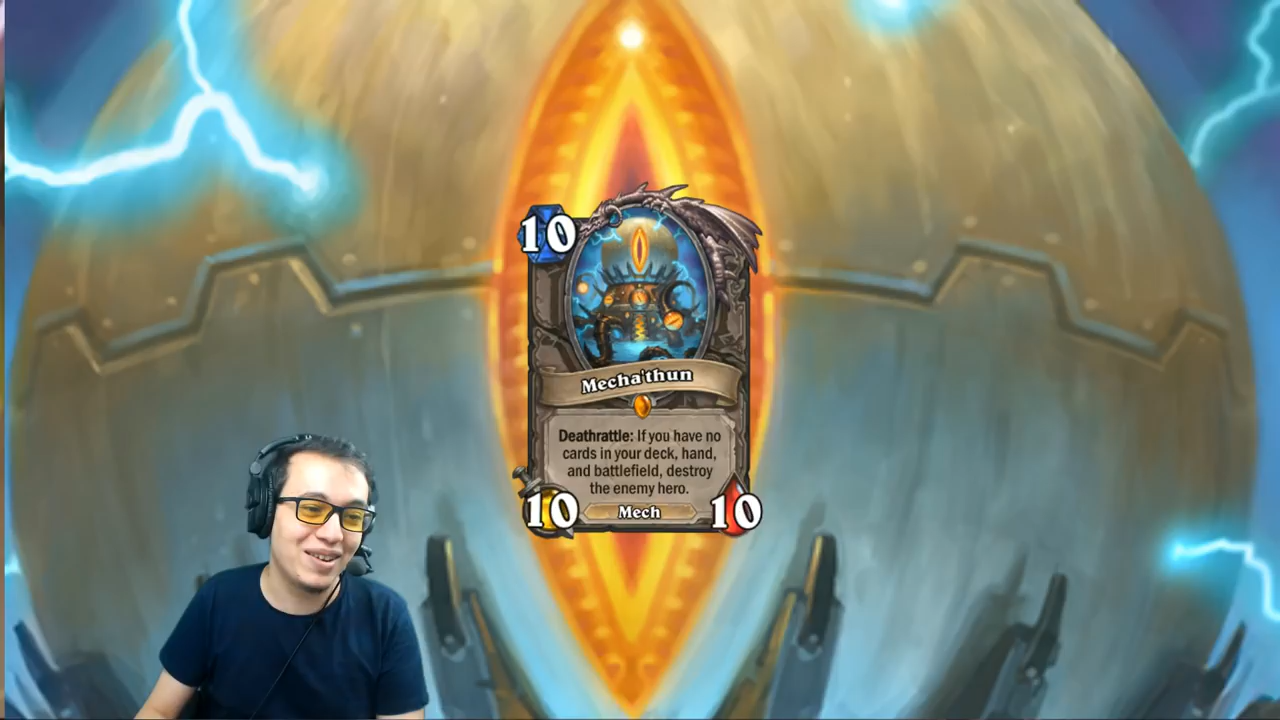 10
Mecha'thun
Deathrattle: If you have no
cards in your deck, hand,
and battlefield, destroy
the enemy hero.
10 Mech 10